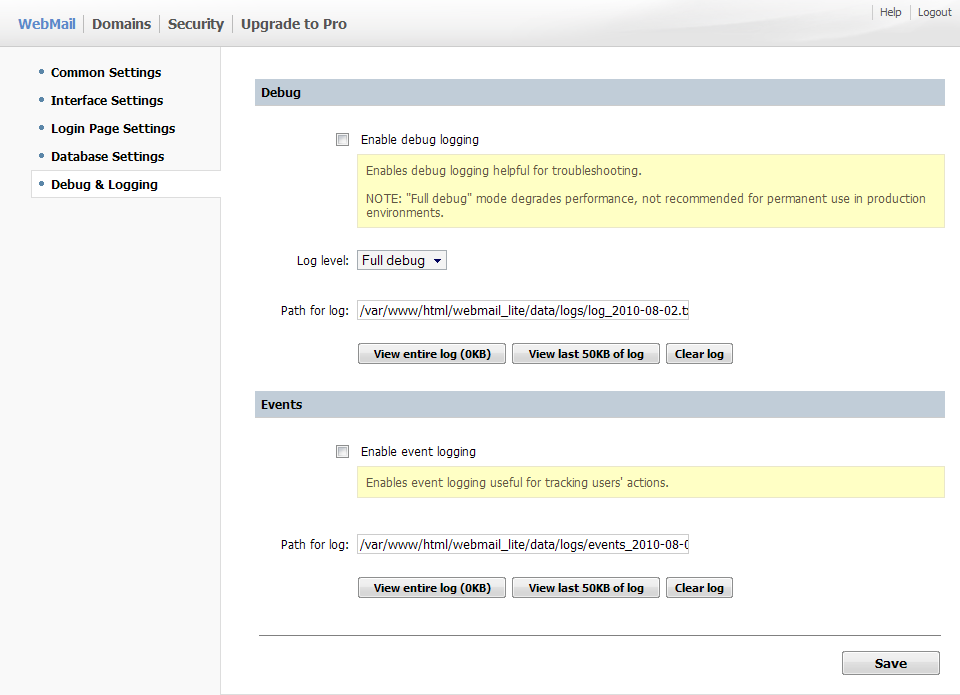 WebMail Domains Security Upgrade to Pro Help Logout
Common Settings
Interface Settings
Login Page Settings
Database Settings
Debug & Logging
Debug
Enable debug logging
Enables debug logging helpful for troubleshooting.
NOTE: "Full debug" mode degrades performance, not recommended for permanent use in production
environments.
Log level: Full debug
Path for log: /var/www/html/webmail_lite/data/logs/log_2010-08-02.t
View entire log (0KB) View last 50KB of log Clear log
Events
Enable event logging
Enables event logging useful for tracking users' actions.
Path for log: /var/www/html/webmail_lite/data/logs/events_2010-08-0
View entire log (0KB) View last 50KB of log Clear log
Save